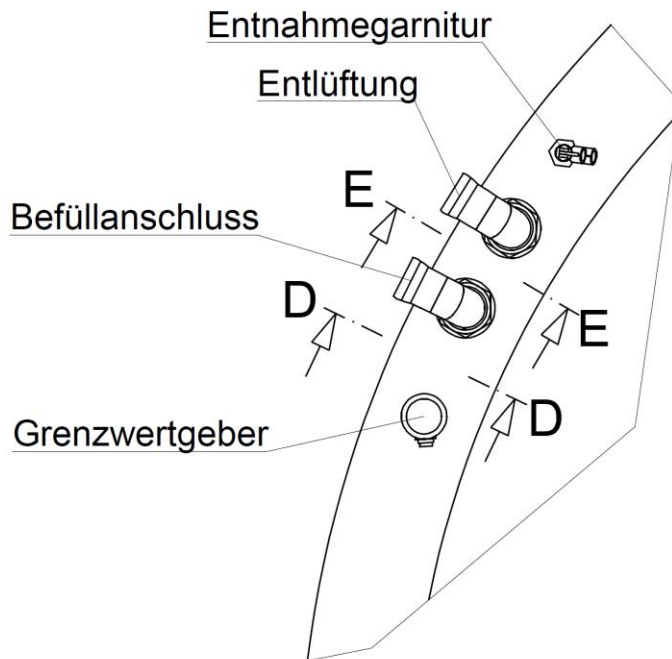 Entnahmegarnitur
Entlüftung
E
Befüllanschluss
D
E
D
Grenzwertgeber